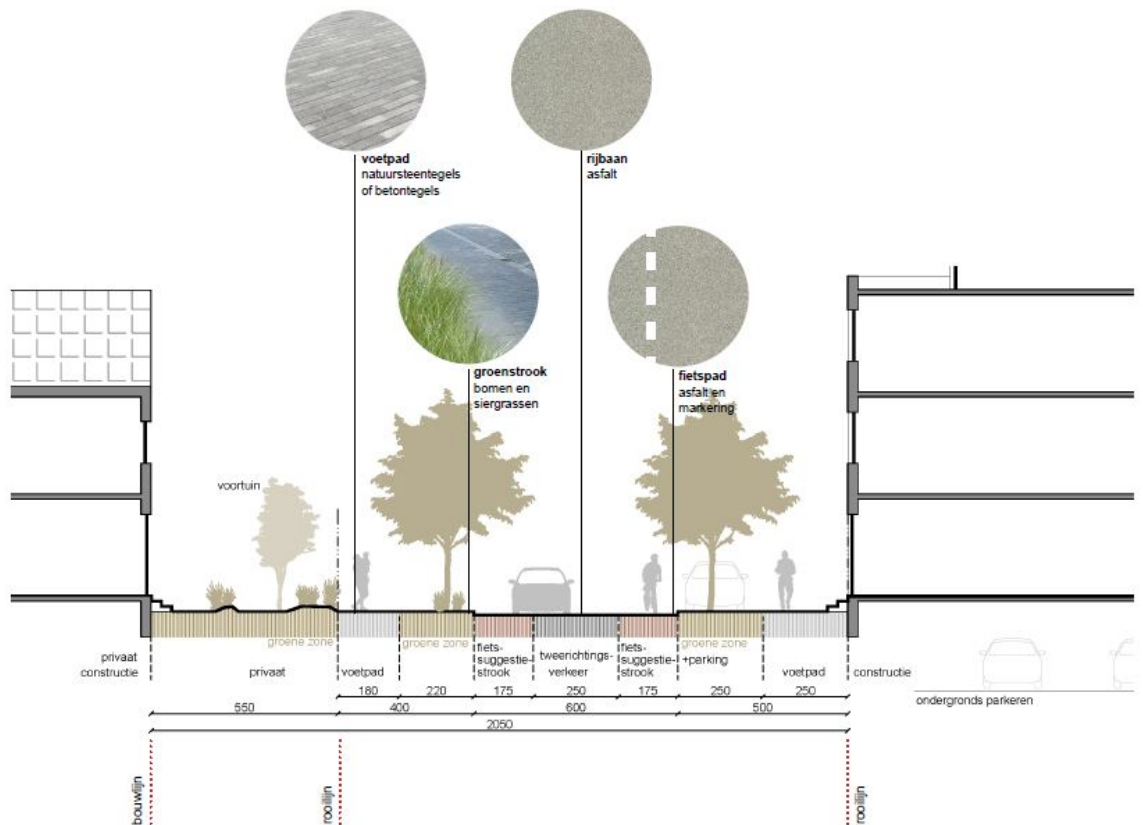 voetpad
natuursteentegels
of betontegels
rijbaan
asfalt
groenstrook
bomen en
siergrassen
fietspad
asfalt en
markering
voortuin
groene zone
groene zone
groene zone
privaat
constructie
privaat
voetpad
fiets-
suggestie-
strook
tweerichtings-
verkeer
fiets-
suggestie-
strook
+parking
voetpad
constructie
ondergronds parkeren
180
220
175
250
175
250
250
550
400
600
500
2050
bouwlijn
rooilijn
rooilijn